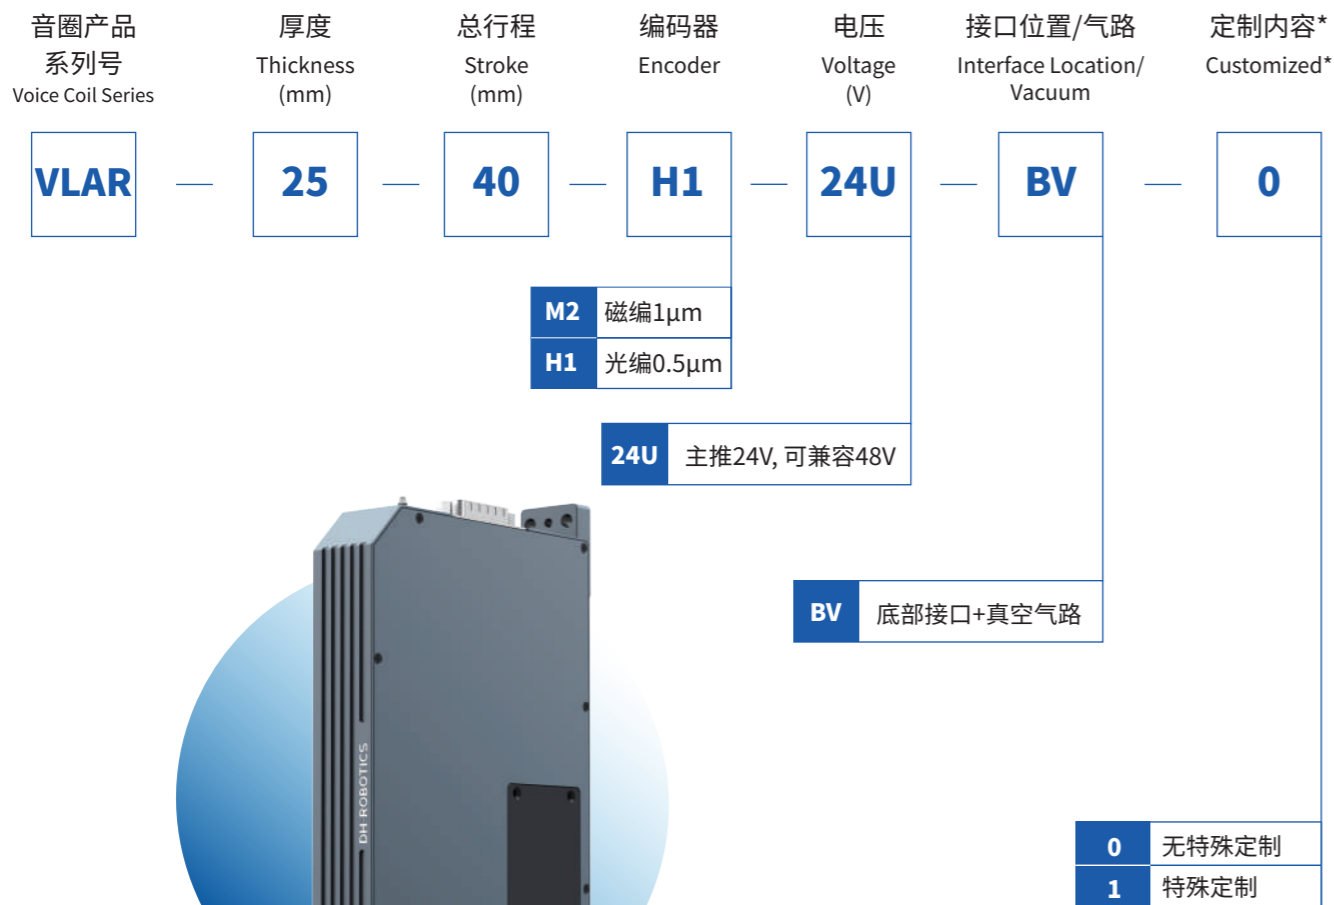 音圈产品
系列号
Voice Coil Series
厚度
Thickness
(mm)
总行程
Stroke
(mm)
编码器
Encoder
电压
Voltage
(V)
接口位置/气路
Interface Location/
Vacuum
定制内容*
Customized*
VLAR — 25 — 40 — H1 — 24U — BV — 0
M2 磁编1μm
H1 光编0.5μm
24U 主推24V, 可兼容48V
BV 底部接口+真空气路
DH ROBOTICS
0 无特殊定制
1 特殊定制